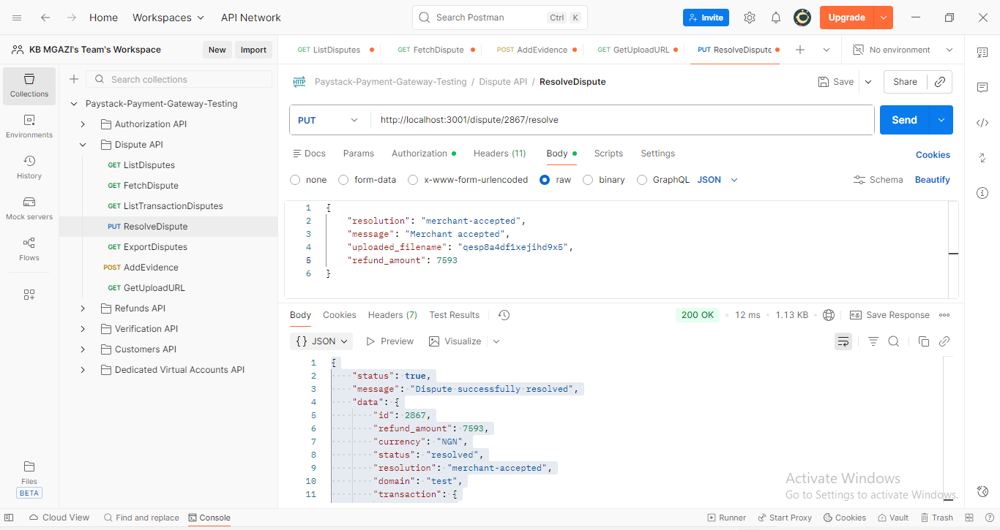 Home Workspaces API Network Search Postman Ctrl K Invite Upgrade
KB MGAZI's Team's Workspace New Import
GET ListDisputes GET FetchDispute POST AddEvidence GET GetUploadURL PUT ResolveDispute No environment
Collections
Environments
History
Mock servers
Flows
Files
BETA
Search collections
Paystack-Payment-Gateway-Testing
Authorization API
Dispute API
GET ListDisputes
GET FetchDispute
GET ListTransactionDisputes
PUT ResolveDispute
GET ExportDisputes
POST AddEvidence
GET GetUploadURL
Refunds API
Verification API
Customers API
Dedicated Virtual Accounts API
HTTP Paystack-Payment-Gateway-Testing / Dispute API / ResolveDispute Save Share
PUT http://localhost:3001/dispute/2867/resolve Send
Docs Params Authorization Headers (11) Body Scripts Settings Cookies
none form-data x-www-form-urlencoded raw binary GraphQL JSON Schema Beautify
1 {
2 "resolution": "merchant-accepted",
3 "message": "Merchant accepted",
4 "uploaded_filename": "qesp8a4df1xejihd9x5",
5 "refund_amount": 7593
6 }
Body Cookies Headers (7) Test Results 200 OK 12 ms 1.13 KB e.g. Save Response
{} JSON Preview Visualize
1 {
2 "status": true,
3 "message": "Dispute successfully resolved",
4 "data": {
5 "id": 2867,
6 "refund_amount": 7593,
7 "currency": "NGN",
8 "status": "resolved",
9 "resolution": "merchant-accepted",
10 "domain": "test",
11 "transaction": {
Activate Windows
Go to Settings to activate Windows.
Cloud View Find and replace Console Runner Start Proxy Cookies Vault Trash